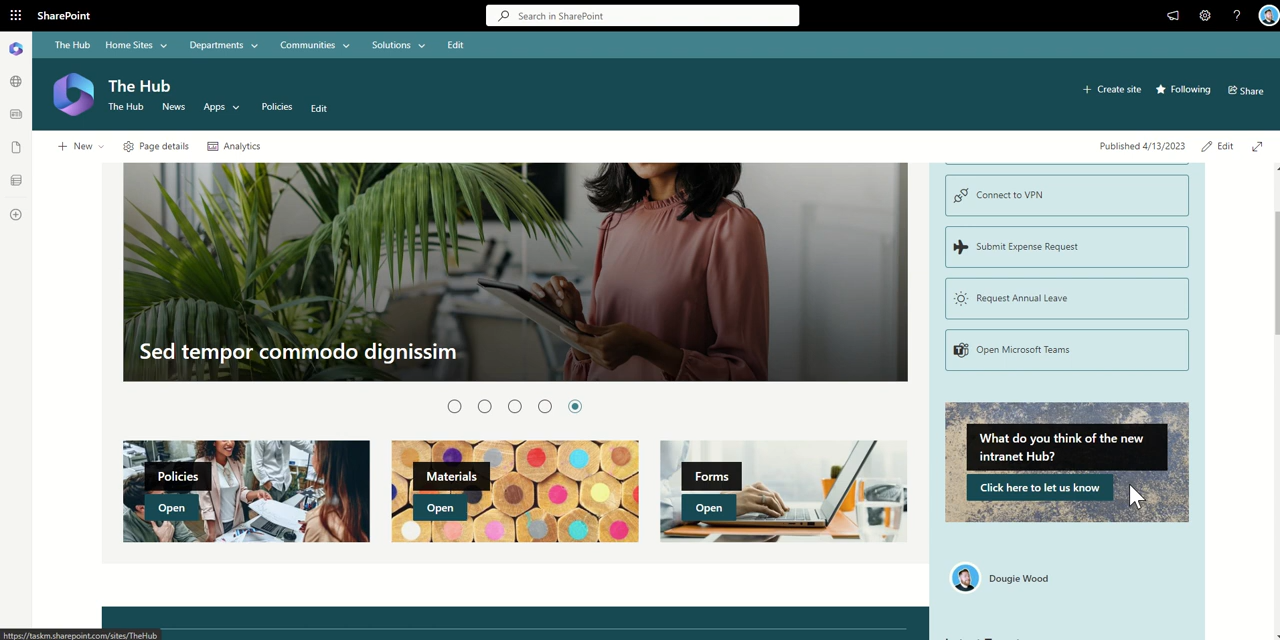 SharePoint
Search in SharePoint
?
The Hub Home Sites Departments Communities Solutions Edit
The Hub
The Hub News Apps Policies Edit
Create site Following Share
New Page details Analytics
Published 4/13/2023 Edit
Connect to VPN
Submit Expense Request
Request Annual Leave
Open Microsoft Teams
Sed tempor commodo dignissim
What do you think of the new
intranet Hub?
Click here to let us know
Policies
Open
Materials
Open
Forms
Open
Dougie Wood
https://taskm.sharepoint.com/sites/TheHub